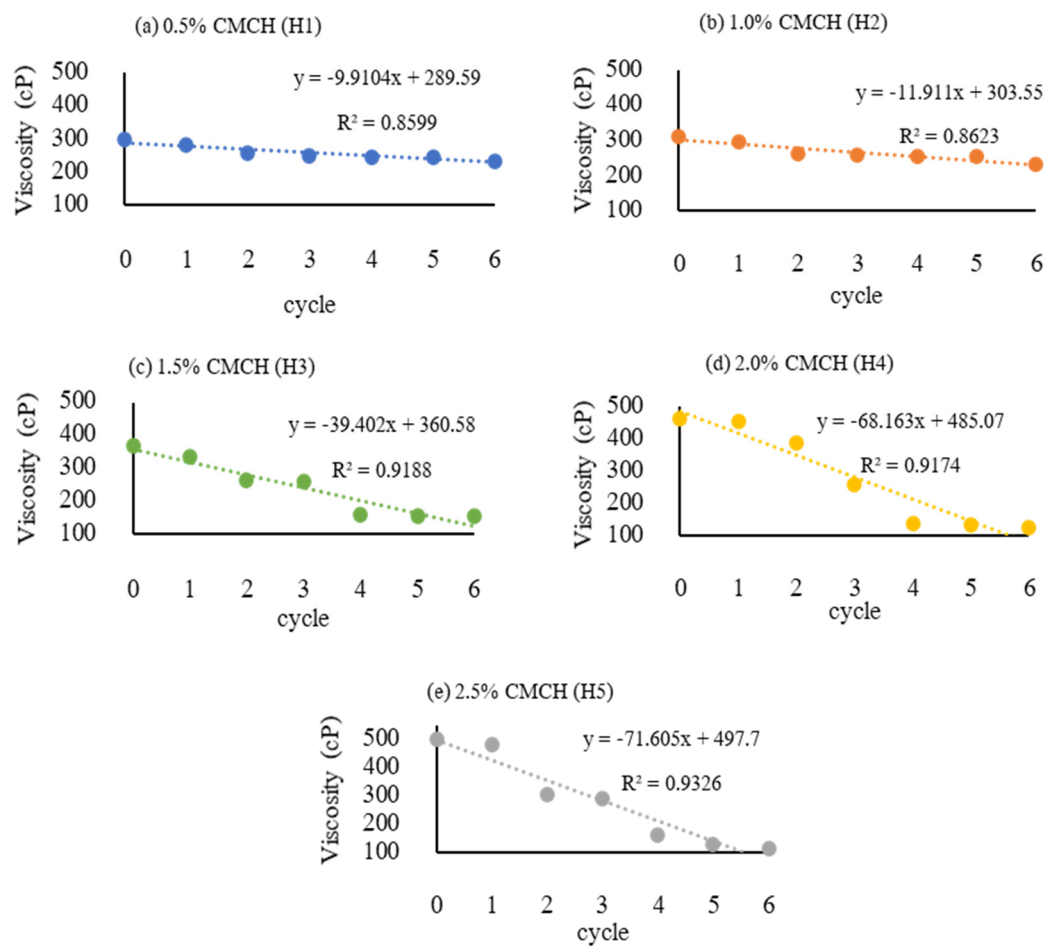 (a) 0.5% CMCH (H1)
y = -9.9104x + 289.59
R² = 0.8599
Viscosity (cP)
500
400
300
200
100
0 1 2 3 4 5 6
cycle
(b) 1.0% CMCH (H2)
y = -11.911x + 303.55
R² = 0.8623
Viscosity (cP)
500
400
300
200
100
0 1 2 3 4 5 6
cycle
(c) 1.5% CMCH (H3)
y = -39.402x + 360.58
R² = 0.9188
Viscosity (cP)
500
400
300
200
100
0 1 2 3 4 5 6
cycle
(d) 2.0% CMCH (H4)
y = -68.163x + 485.07
R² = 0.9174
Viscosity (cP)
500
400
300
200
100
0 1 2 3 4 5 6
cycle
(e) 2.5% CMCH (H5)
y = -71.605x + 497.7
R² = 0.9326
Viscosity (cP)
500
400
300
200
100
0 1 2 3 4 5 6
cycle